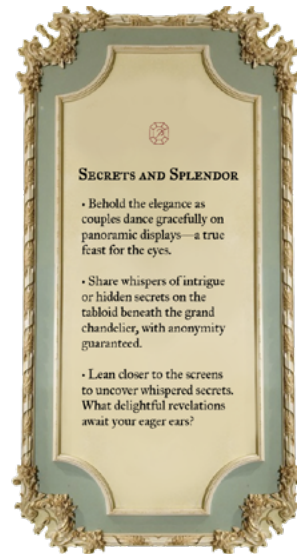 SECRETS AND SPLENDOR
• Behold the elegance as
couples dance gracefully on
panoramic displays—a true
feast for the eyes.
• Share whispers of intrigue
or hidden secrets on the
tabloid beneath the grand
chandelier, with anonymity
guaranteed.
• Lean closer to the screens
to uncover whispered secrets.
What delightful revelations
await your eager ears?